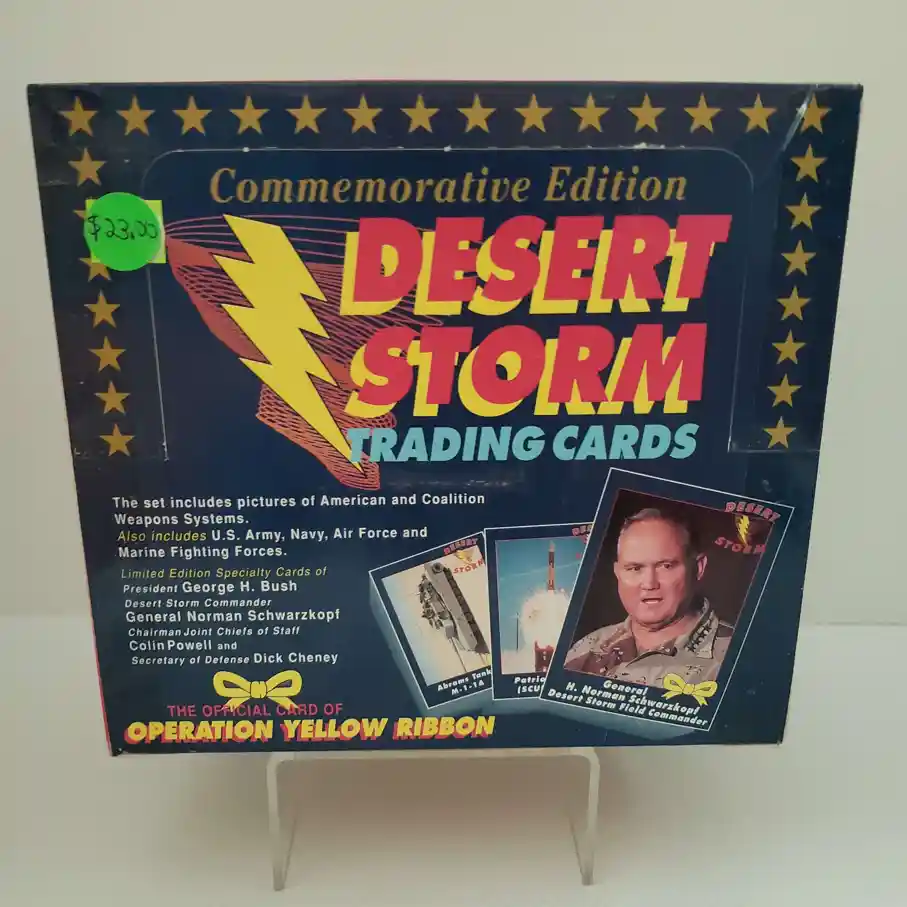 Commemorative Edition
$23.00
DESERT
STORM
TRADING CARDS
The set includes pictures of American and Coalition
Weapons Systems.
Also includes U.S. Army, Navy, Air Force and
Marine Fighting Forces.
Limited Edition Specialty Cards of
President George H. Bush
Desert Storm Commander
General Norman Schwarzkopf
Chairman Joint Chiefs of Staff
Colin Powell and
Secretary of Defense Dick Cheney
THE OFFICIAL CARD OF
OPERATION YELLOW RIBBON
DESERT
STORM
Abrams Tank
M-1-1A
DE
Patrio
(SCU
DESERT
STORM
General
H. Norman Schwarzkopf
Desert Storm Field Commander